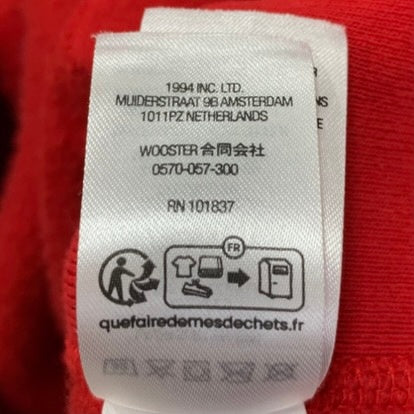 1994 INC. LTD.
MUIDERSTRAAT 9B AMSTERDAM
1011PZ NETHERLANDS
WOOSTER 合同会社
0570-057-300
RN 101837
FR
quefairedemesdechets.fr